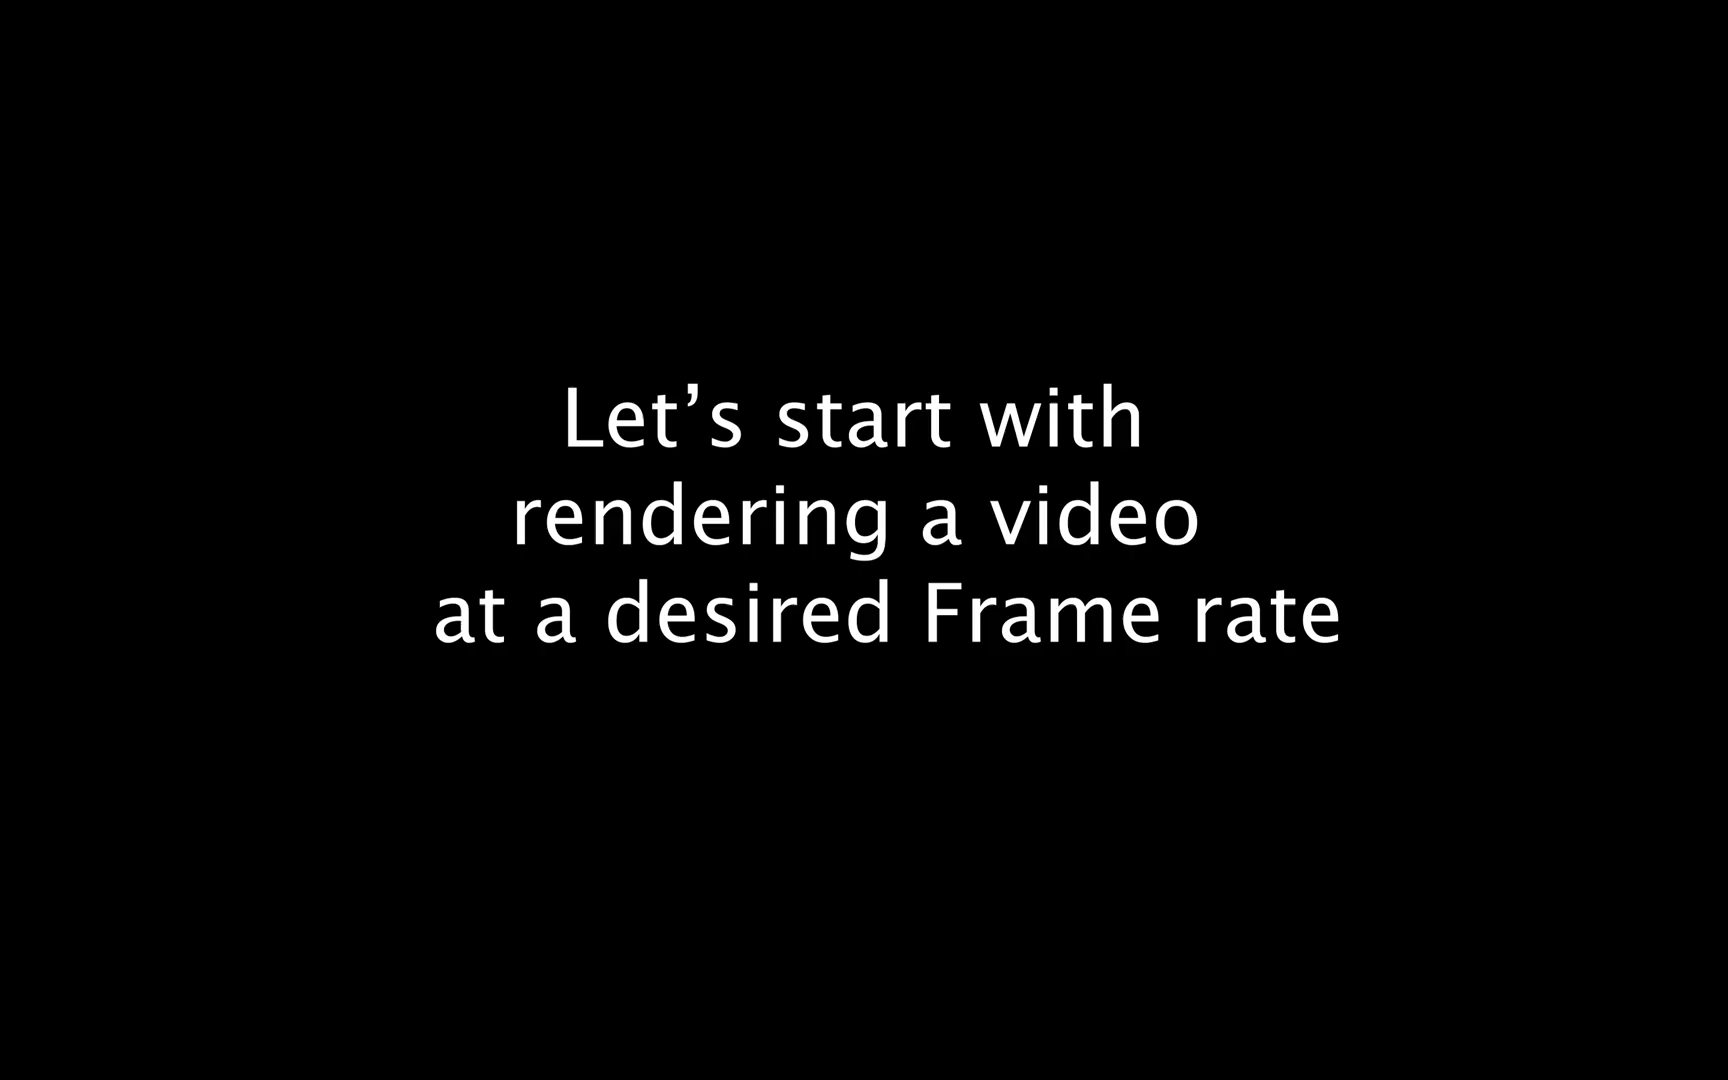 Let’s start with
rendering a video
at a desired Frame rate